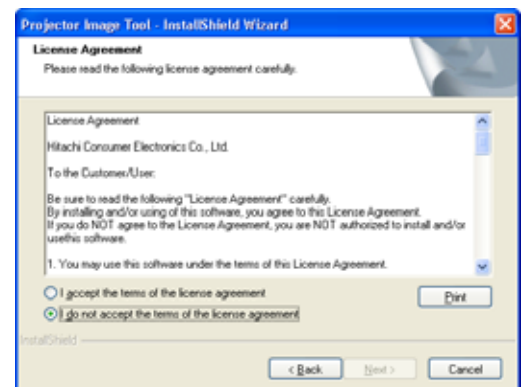 Projector Image Tool - InstallShield Wizard
License Agreement
Please read the following license agreement carefully.
License Agreement
Hitachi Consumer Electronics Co., Ltd.
To the Customer/User:
Be sure to read the following "License Agreement" carefully.
By installing and/or using of this software, you agree to this License Agreement.
If you do NOT agree to the License Agreement, you are NOT authorized to install and/or
usethis software.
1. You may use this software under the terms of this License Agreement.
I accept the terms of the license agreement
I do not accept the terms of the license agreement
Print
InstallShield
< Back
Next >
Cancel